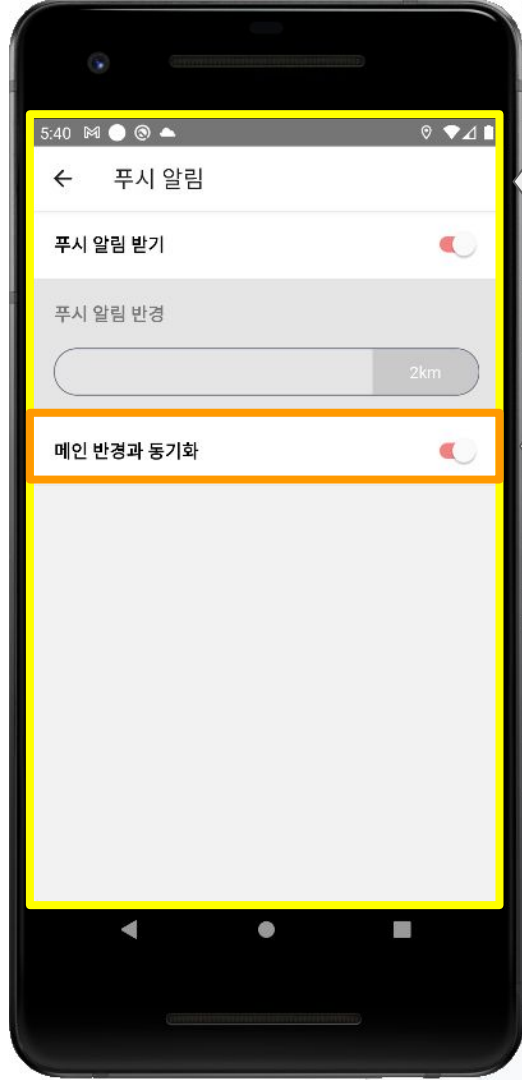 5:40
푸시 알림
푸시 알림 받기
푸시 알림 반경
2km
메인 반경과 동기화